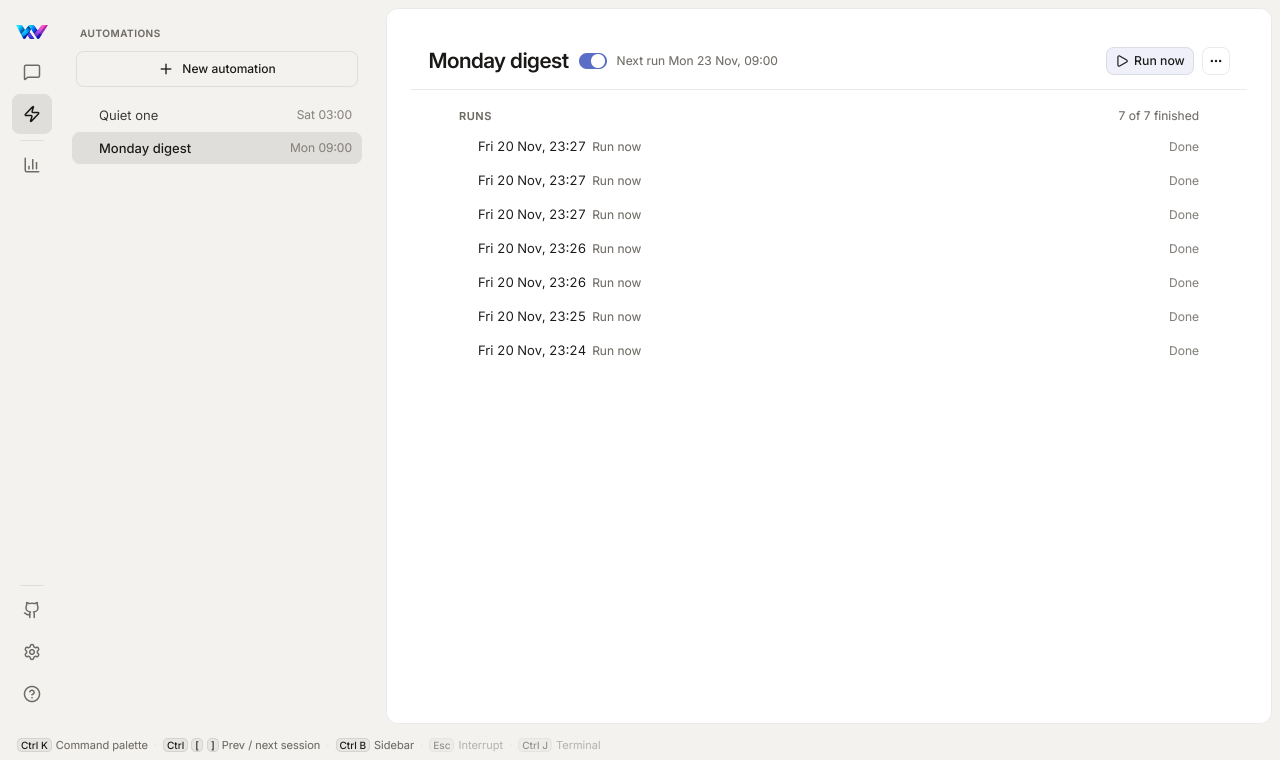 AUTOMATIONS
New automation
Quiet one Sat 03:00
Monday digest Mon 09:00
Monday digest Next run Mon 23 Nov, 09:00 Run now
RUNS 7 of 7 finished
Fri 20 Nov, 23:27 Run now Done
Fri 20 Nov, 23:27 Run now Done
Fri 20 Nov, 23:27 Run now Done
Fri 20 Nov, 23:26 Run now Done
Fri 20 Nov, 23:26 Run now Done
Fri 20 Nov, 23:25 Run now Done
Fri 20 Nov, 23:24 Run now Done
Ctrl K Command palette · Ctrl [ ] Prev / next session · Ctrl B Sidebar · Esc Interrupt · Ctrl J Terminal